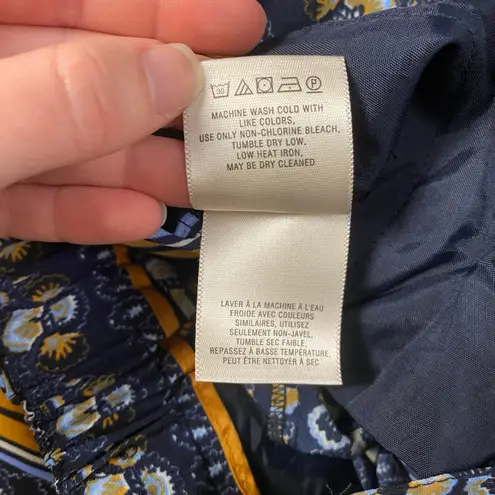 30 P
MACHINE WASH COLD WITH
LIKE COLORS,
USE ONLY NON-CHLORINE BLEACH,
TUMBLE DRY LOW,
LOW HEAT IRON,
MAY BE DRY CLEANED
LAVER À LA MACHINE À L'EAU
FROIDE AVEC COULEURS
SIMILAIRES, UTILISEZ
SEULEMENT NON-JAVEL,
TUMBLE SEC FAIBLE,
REPASSEZ À BASSE TEMPÉRATURE,
PEUT ÊTRE NETTOYER À SEC